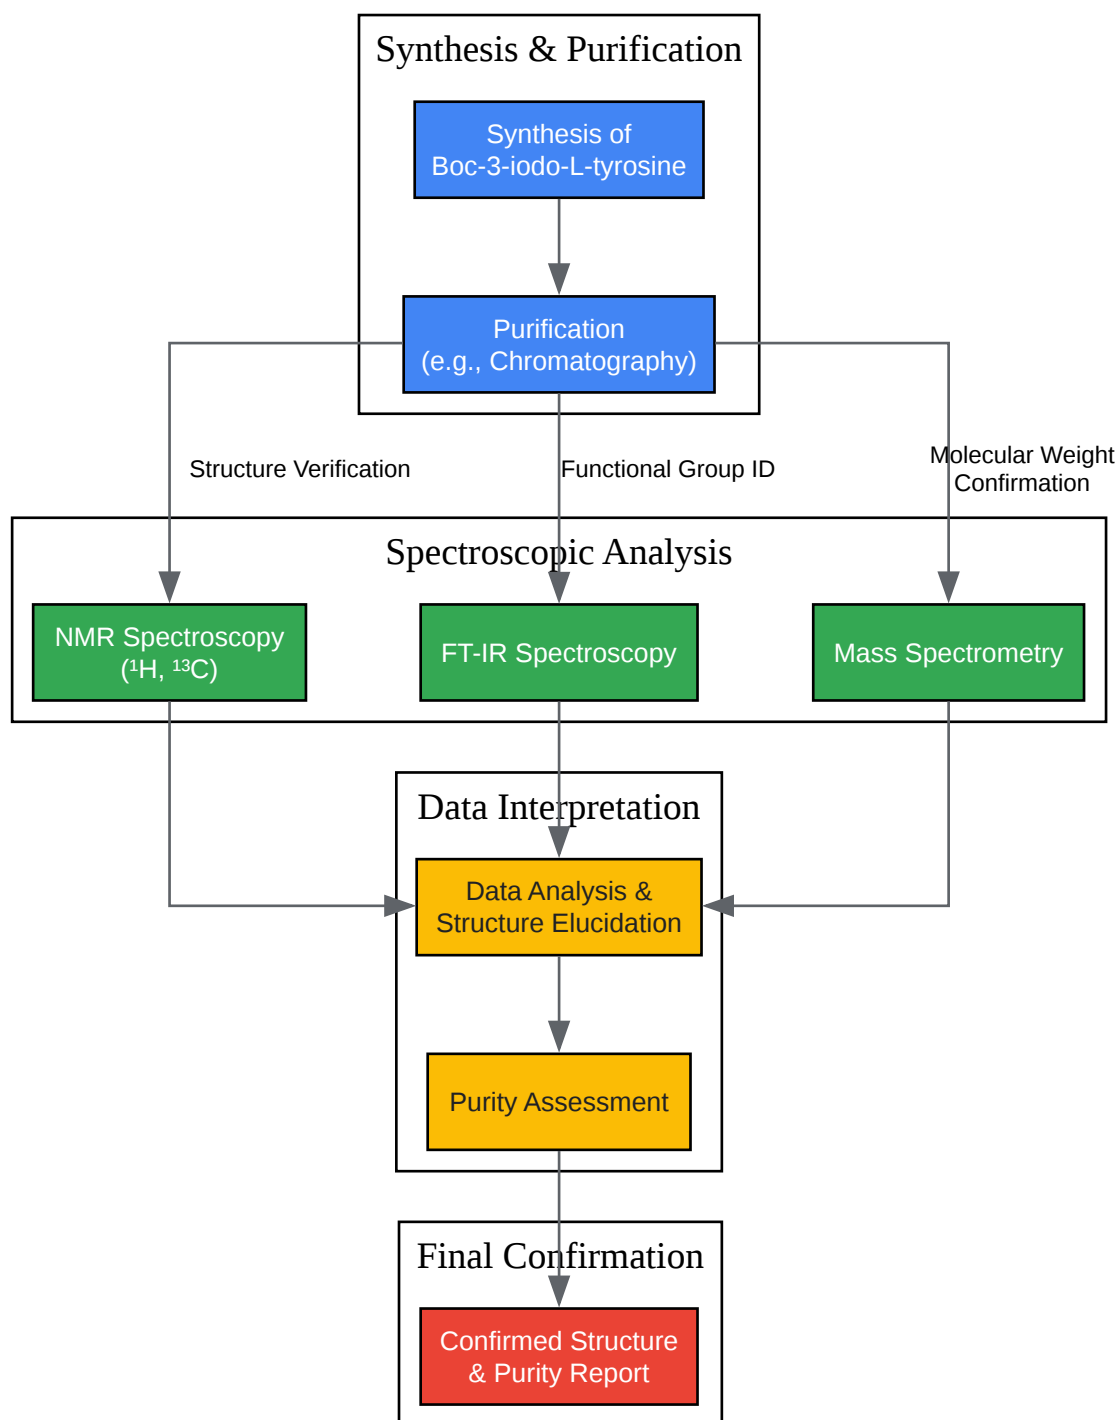 Synthesis & Purification
Synthesis of
Boc-3-iodo-L-tyrosine
Purification
(e.g., Chromatography)
Structure Verification
Functional Group ID
Molecular Weight
Confirmation
Spectroscopic Analysis
NMR Spectroscopy
(¹H, ¹³C)
FT-IR Spectroscopy
Mass Spectrometry
Data Interpretation
Data Analysis &
Structure Elucidation
Purity Assessment
Final Confirmation
Confirmed Structure
& Purity Report